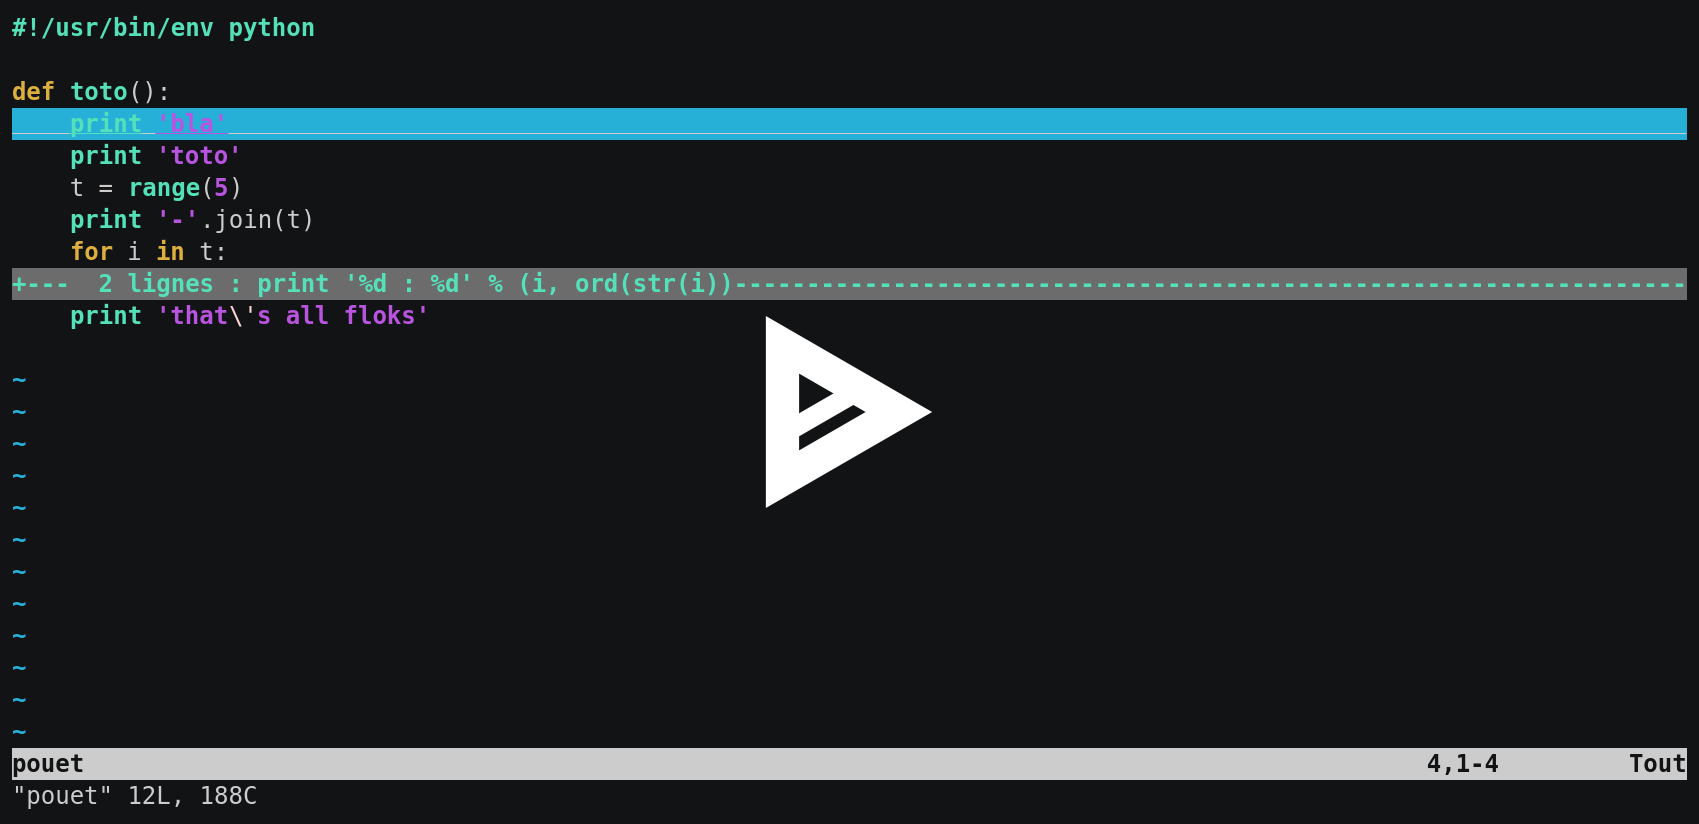 #!/usr/bin/env python
def toto():
    print 'bla'
    print 'toto'
    t = range(5)
    print '-'.join(t)
    for i in t:
+---  2 lignes : print '%d : %d' % (i, ord(str(i))------------------------------------------------------------------
    print 'that\'s all floks'
~
~
~
~
~
~
~
~
~
~
~
~
pouet 4,1-4 Tout
"pouet" 12L, 188C